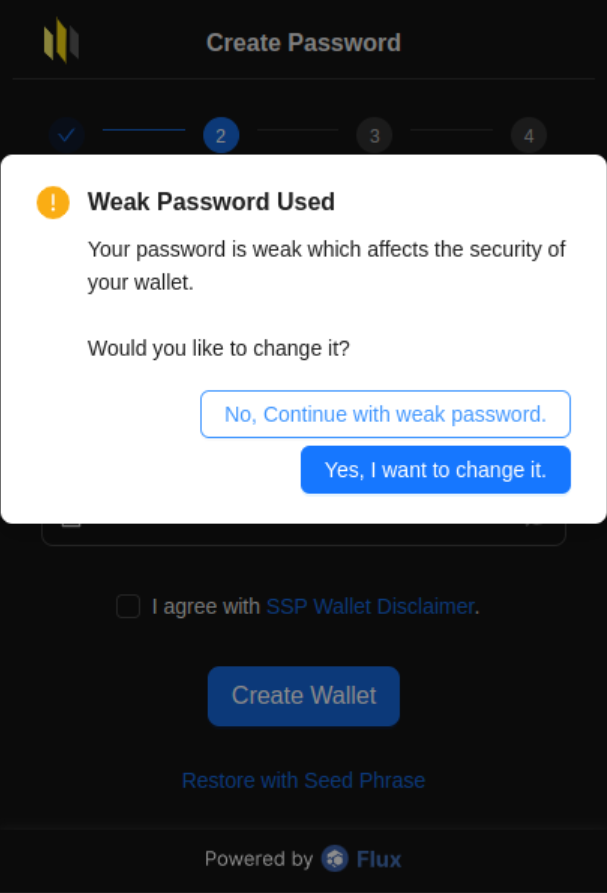 Create Password
2
3
4
Weak Password Used
Your password is weak which affects the security of
your wallet.
Would you like to change it?
No, Continue with weak password.
Yes, I want to change it.
I agree with SSP Wallet Disclaimer.
Create Wallet
Restore with Seed Phrase
Powered by Flux